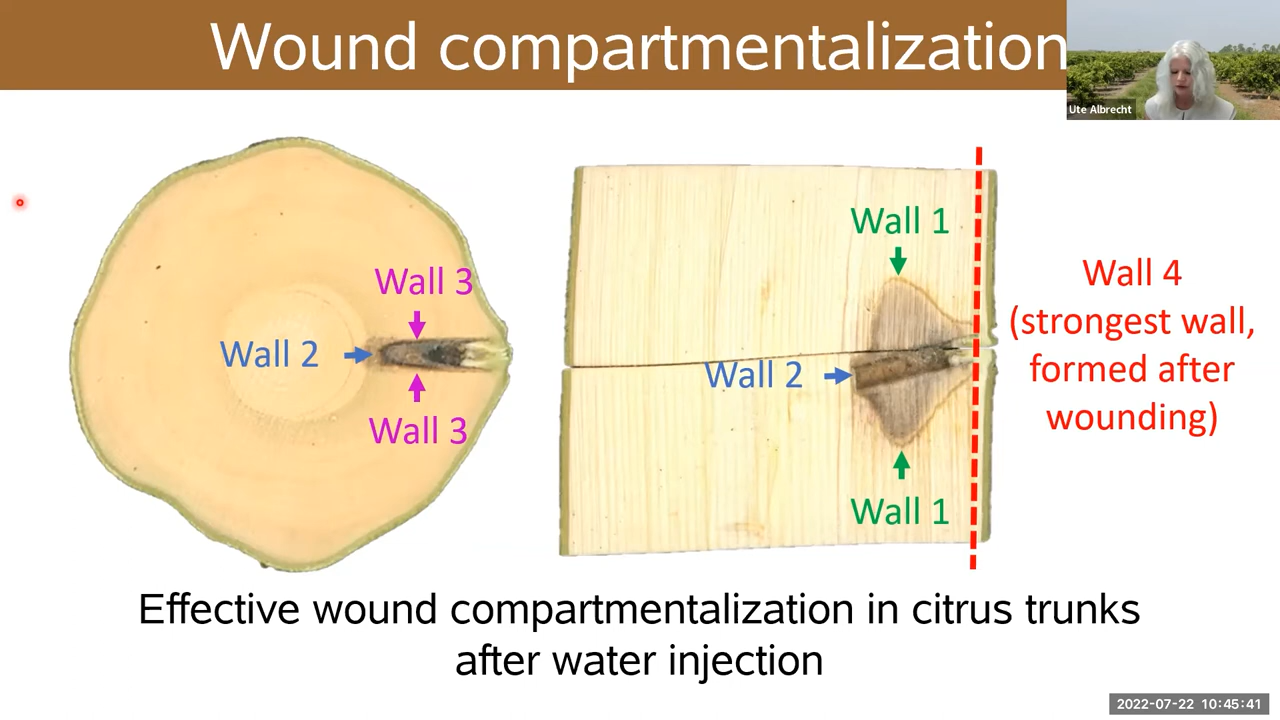 Wound compartmentalization
Ute Albrecht
Wall 3
Wall 2
Wall 3
Wall 1
Wall 2
Wall 1
Wall 4
(strongest wall,
formed after
wounding)
Effective wound compartmentalization in citrus trunks
after water injection
2022-07-22 10:45:41